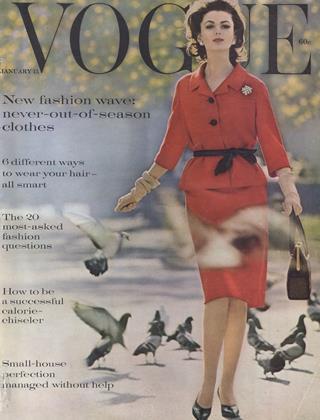 VOGUE
60c
JANUARY 15
New fashion wave:
never-out-of-season
clothes
6 different ways
to wear your hair–
all smart
The 20
most-asked
fashion
questions
How to be
a successful
calorie-
chiseler
Small-house
perfection
managed without help